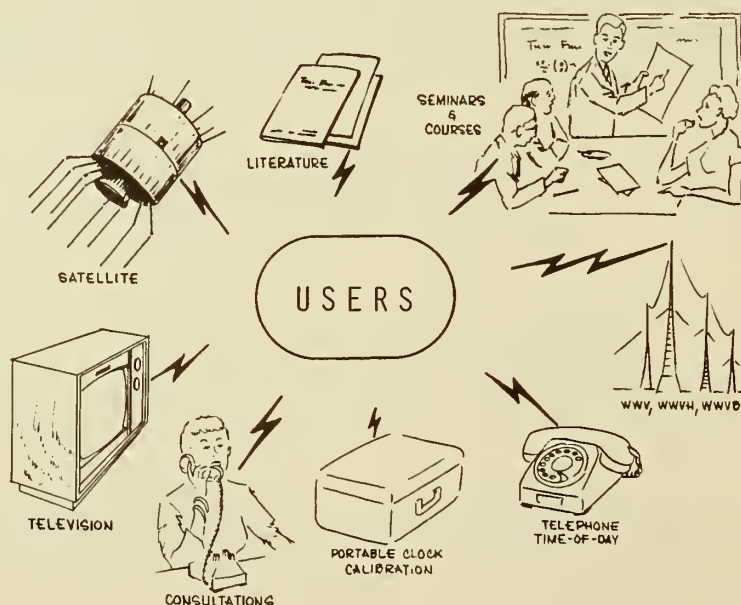 SEMINARS
&
COURSES
LITERATURE
SATELLITE
USERS
WWV, WWVH, WWVB
TELEVISION
CONSULTATIONS
PORTABLE CLOCK
CALIBRATION
TELEPHONE
TIME-OF-DAY